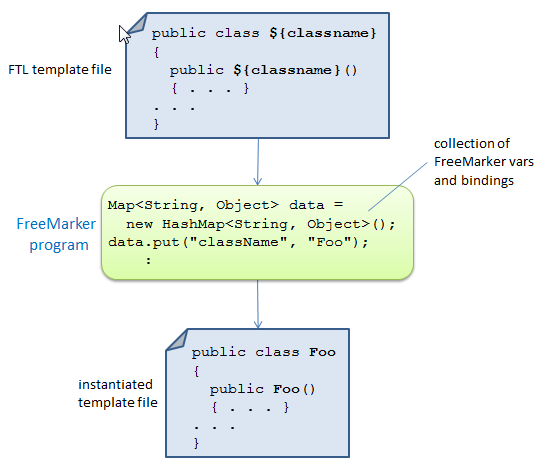 public class ${classname}
{
public ${classname}()
{ . . . }
. . .
}
FTL template file
collection of
FreeMarker vars
and bindings
Map<String, Object> data =
new HashMap<String, Object>();
data.put("className", "Foo");
:
FreeMarker
program
public class Foo
{
public Foo()
{ . . . }
. . .
}
instantiated
template file